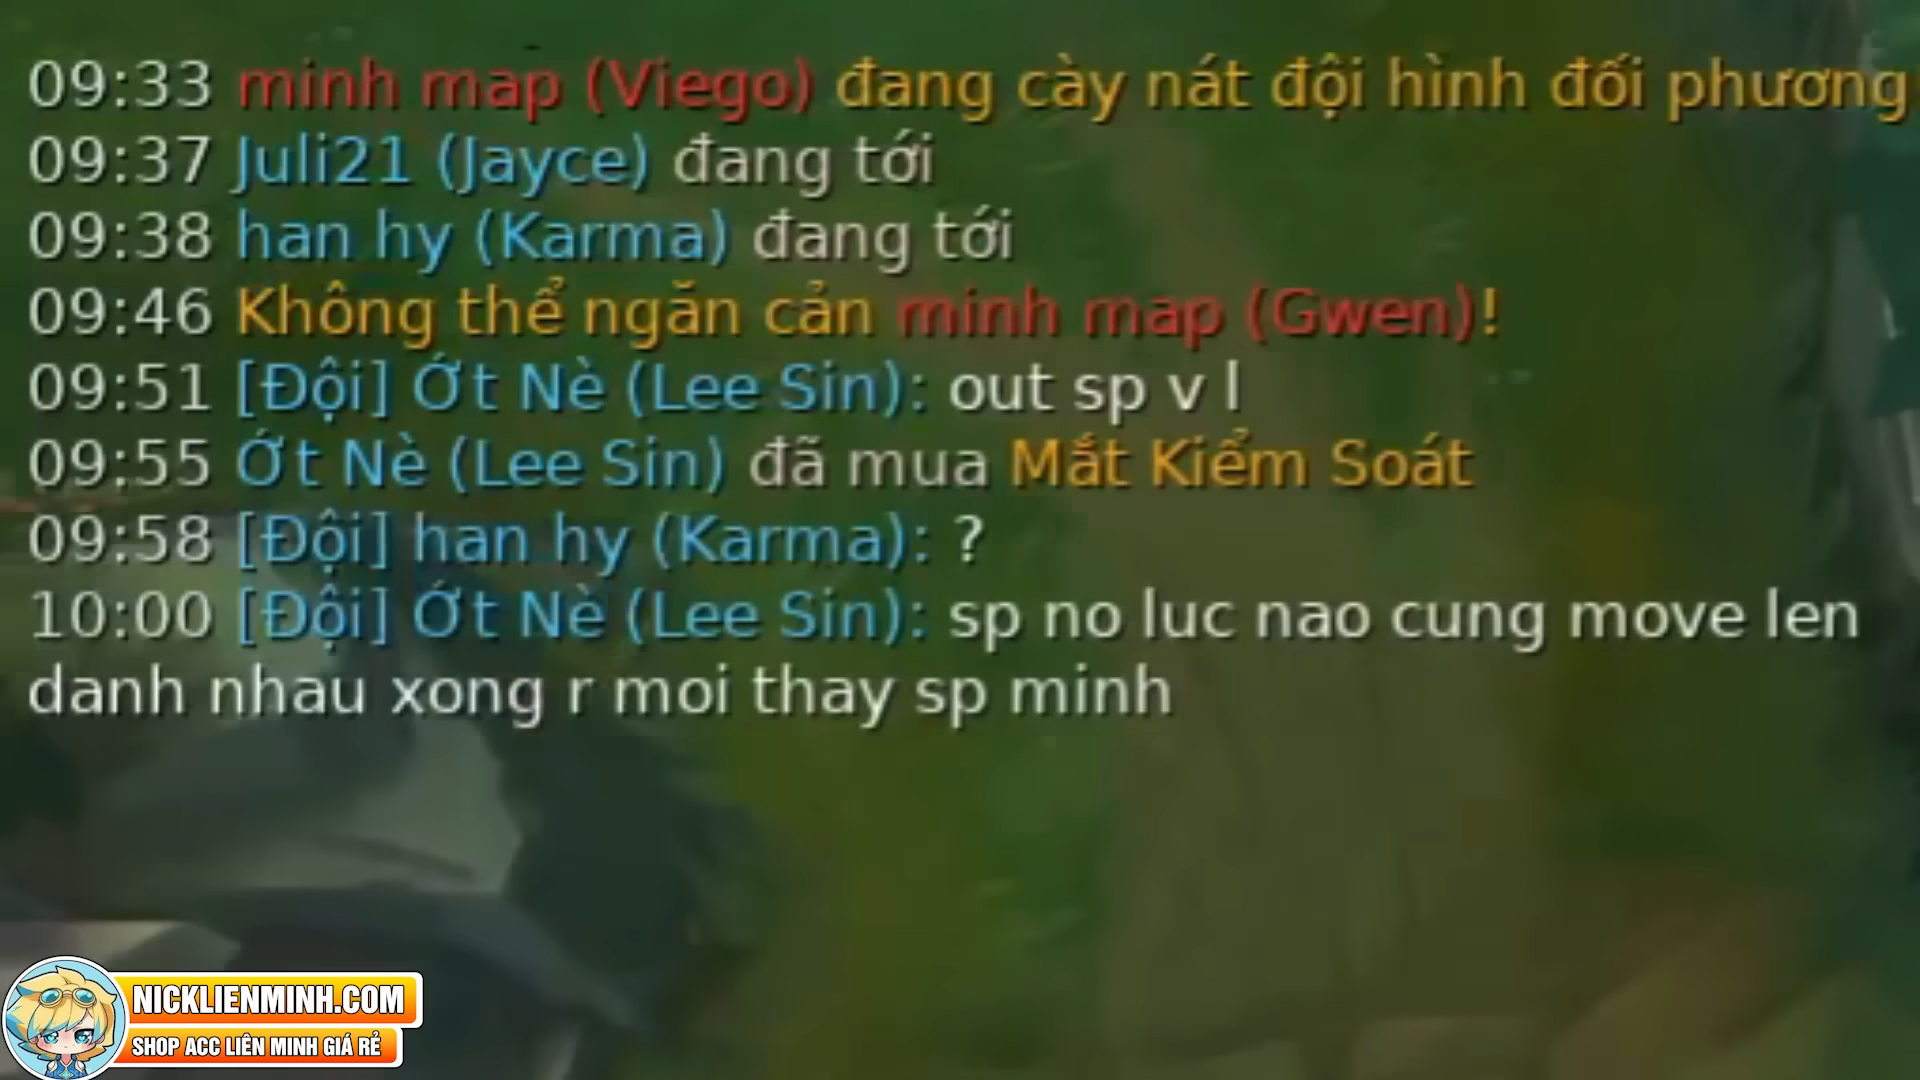 09:33 minh map (Viego) đang cày nát đội hình đối phương
09:37 Juli21 (Jayce) đang tới
09:38 han hy (Karma) đang tới
09:46 Không thể ngăn cản minh map (Gwen)!
09:51 [Đội] Ớt Nè (Lee Sin): out sp v l
09:55 Ớt Nè (Lee Sin) đã mua Mắt Kiểm Soát
09:58 [Đội] han hy (Karma): ?
10:00 [Đội] Ớt Nè (Lee Sin): sp no luc nao cung move len
danh nhau xong r moi thay sp minh
NICKLIENMINH.COM
SHOP ACC LIÊN MINH GIÁ RẺ